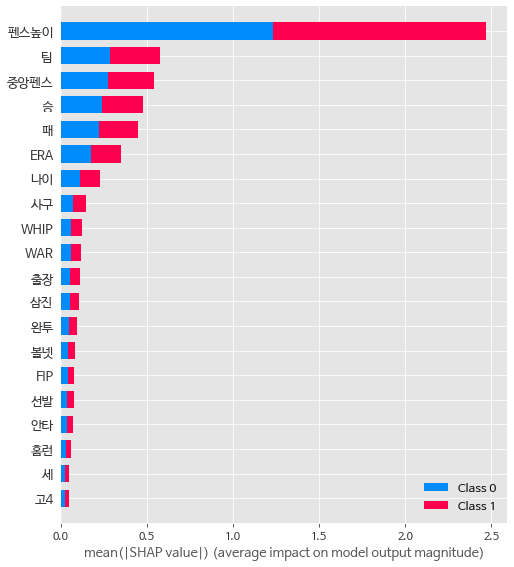 펜스높이
팀
중앙펜스
승
패
ERA
나이
사구
WHIP
WAR
출장
삼진
완투
볼넷
FIP
선발
안타
홈런
세
고4
Class 0
Class 1
0.0 0.5 1.0 1.5 2.0 2.5
mean(|SHAP value|) (average impact on model output magnitude)